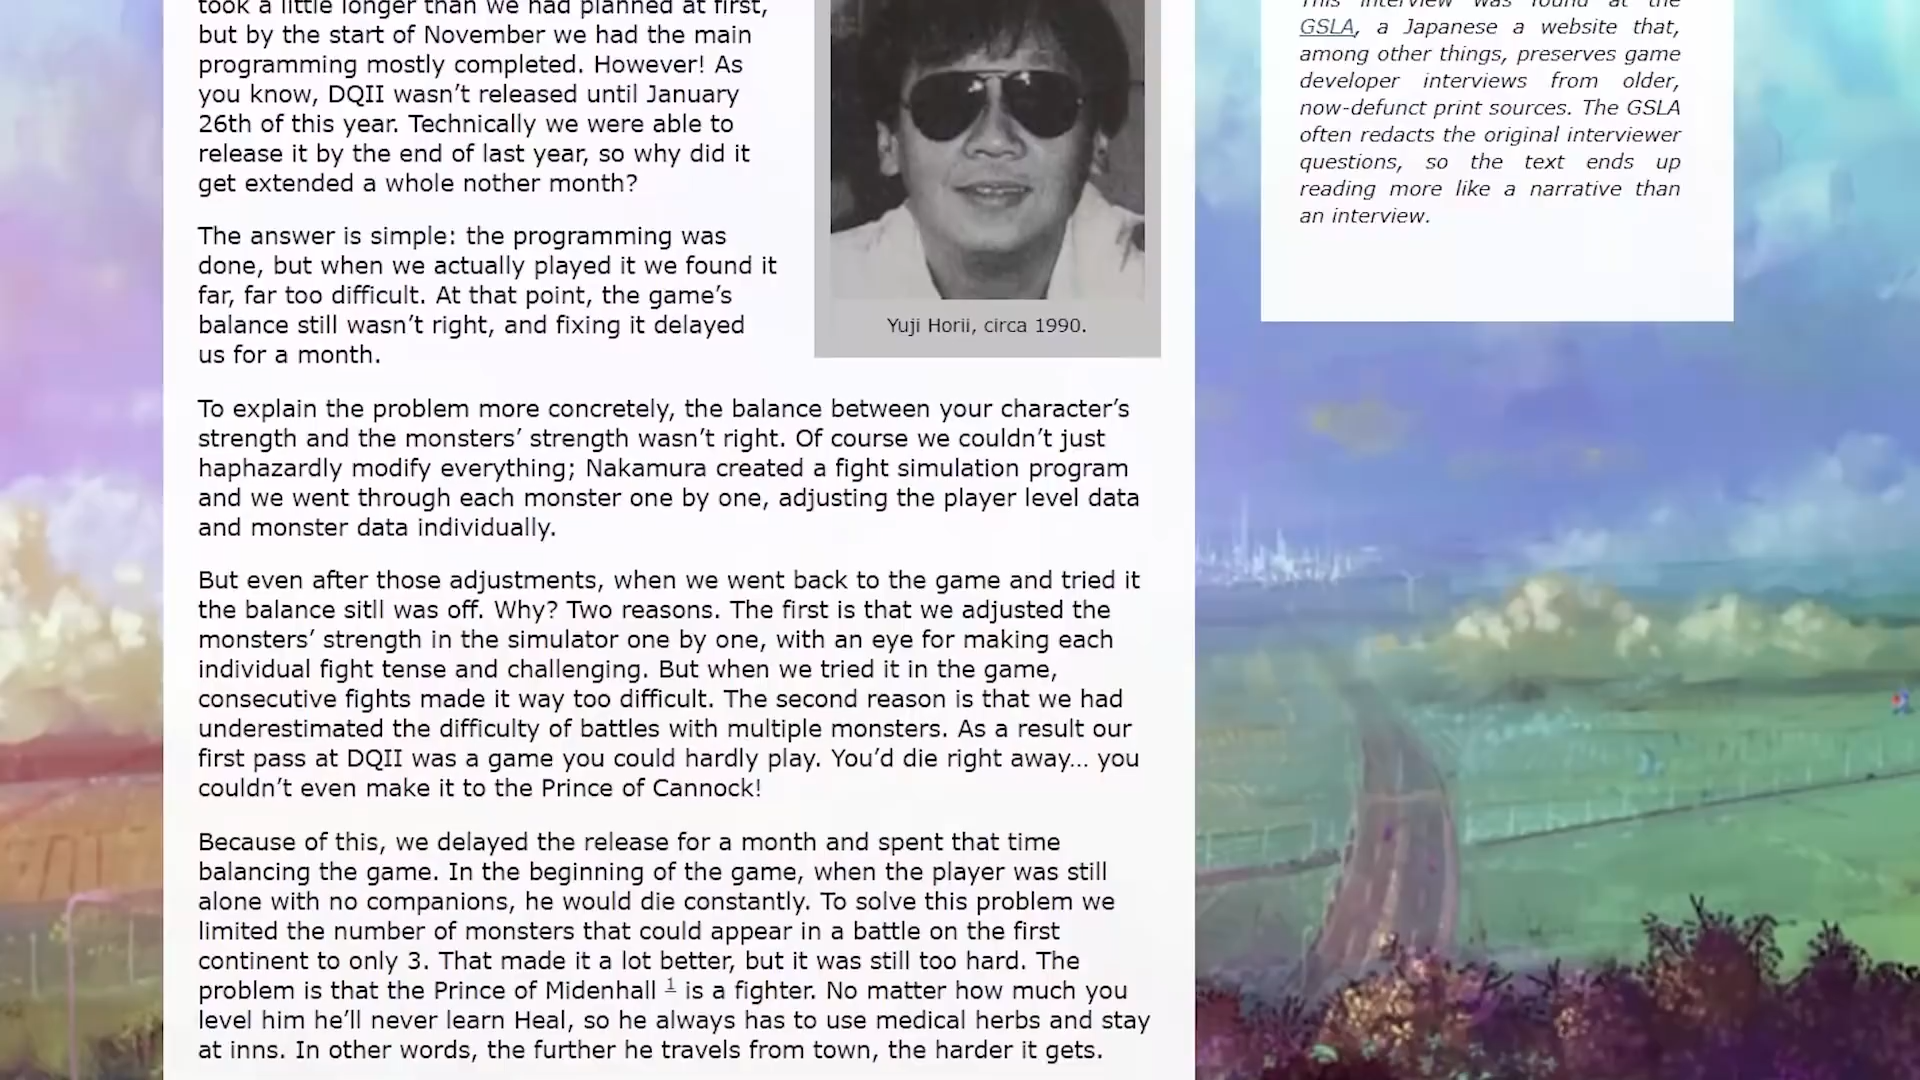 took a little longer than we had planned at first,
but by the start of November we had the main
programming mostly completed. However! As
you know, DQII wasn’t released until January
26th of this year. Technically we were able to
release it by the end of last year, so why did it
get extended a whole nother month?
The answer is simple: the programming was
done, but when we actually played it we found it
far, far too difficult. At that point, the game’s
balance still wasn’t right, and fixing it delayed
us for a month.
Yuji Horii, circa 1990.
To explain the problem more concretely, the balance between your character’s
strength and the monsters’ strength wasn’t right. Of course we couldn’t just
haphazardly modify everything; Nakamura created a fight simulation program
and we went through each monster one by one, adjusting the player level data
and monster data individually.
But even after those adjustments, when we went back to the game and tried it
the balance sitll was off. Why? Two reasons. The first is that we adjusted the
monsters’ strength in the simulator one by one, with an eye for making each
individual fight tense and challenging. But when we tried it in the game,
consecutive fights made it way too difficult. The second reason is that we had
underestimated the difficulty of battles with multiple monsters. As a result our
first pass at DQII was a game you could hardly play. You’d die right away… you
couldn’t even make it to the Prince of Cannock!
Because of this, we delayed the release for a month and spent that time
balancing the game. In the beginning of the game, when the player was still
alone with no companions, he would die constantly. To solve this problem we
limited the number of monsters that could appear in a battle on the first
continent to only 3. That made it a lot better, but it was still too hard. The
problem is that the Prince of Midenhall 1 is a fighter. No matter how much you
level him he’ll never learn Heal, so he always has to use medical herbs and stay
at inns. In other words, the further he travels from town, the harder it gets.
This interview was found at the
GSLA, a Japanese a website that,
among other things, preserves game
developer interviews from older,
now-defunct print sources. The GSLA
often redacts the original interviewer
questions, so the text ends up
reading more like a narrative than
an interview.